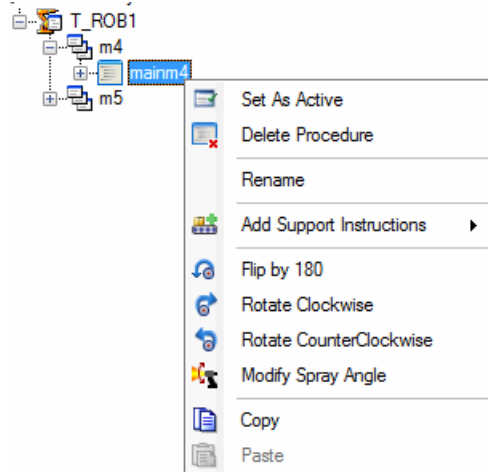 T_ROB1
m4
mainm4
m5
Set As Active
Delete Procedure
Rename
Add Support Instructions
Flip by 180
Rotate Clockwise
Rotate CounterClockwise
Modify Spray Angle
Copy
Paste